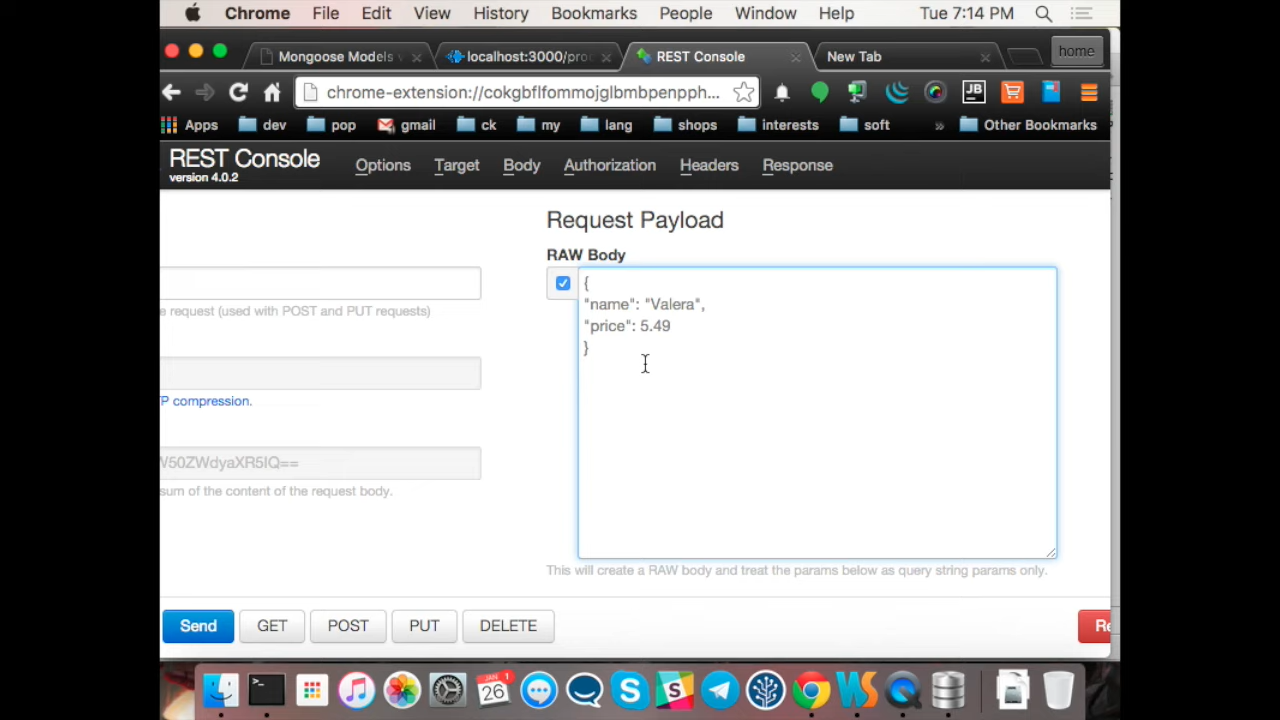 Chrome File Edit View History Bookmarks People Window Help Tue 7:14 PM
Mongoose Models localhost:3000/pro REST Console New Tab home
chrome-extension://cokgbflfommojglbmbpenpph...
JB
Apps dev pop gmail ck my lang shops interests soft » Other Bookmarks
REST Console
version 4.0.2
Options Target Body Authorization Headers Response
Request Payload
RAW Body
{
"name": "Valera",
"price": 5.49
}
e request (used with POST and PUT requests)
P compression.
W50ZWdyaXR5IQ==
sum of the content of the request body.
This will create a RAW body and treat the params below as query string params only.
Send GET POST PUT DELETE Re
JAN 26 1